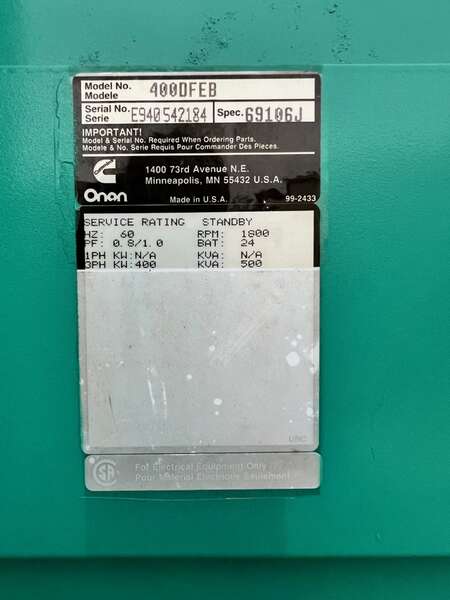 Model No. 400DFEB
Modele
Serial No. E940542184 Spec. 69106J
Serie
IMPORTANT!
Model & Serial No. Required When Ordering Parts.
Modele & No. Serie Requis Pour Commander Des Pieces.
1400 73rd Avenue N.E.
Minneapolis, MN 55432 U.S.A.
Onan
Made in U.S.A. 99-2433
SERVICE RATING STANDBY
HZ: 60 RPM: 1800
PF: 0.8/1.0 BAT: 24
1PH KW:N/A KVA: N/A
3PH KW:400 KVA: 500
For Electrical Equipment Only
Pour Material Electrique Seulement